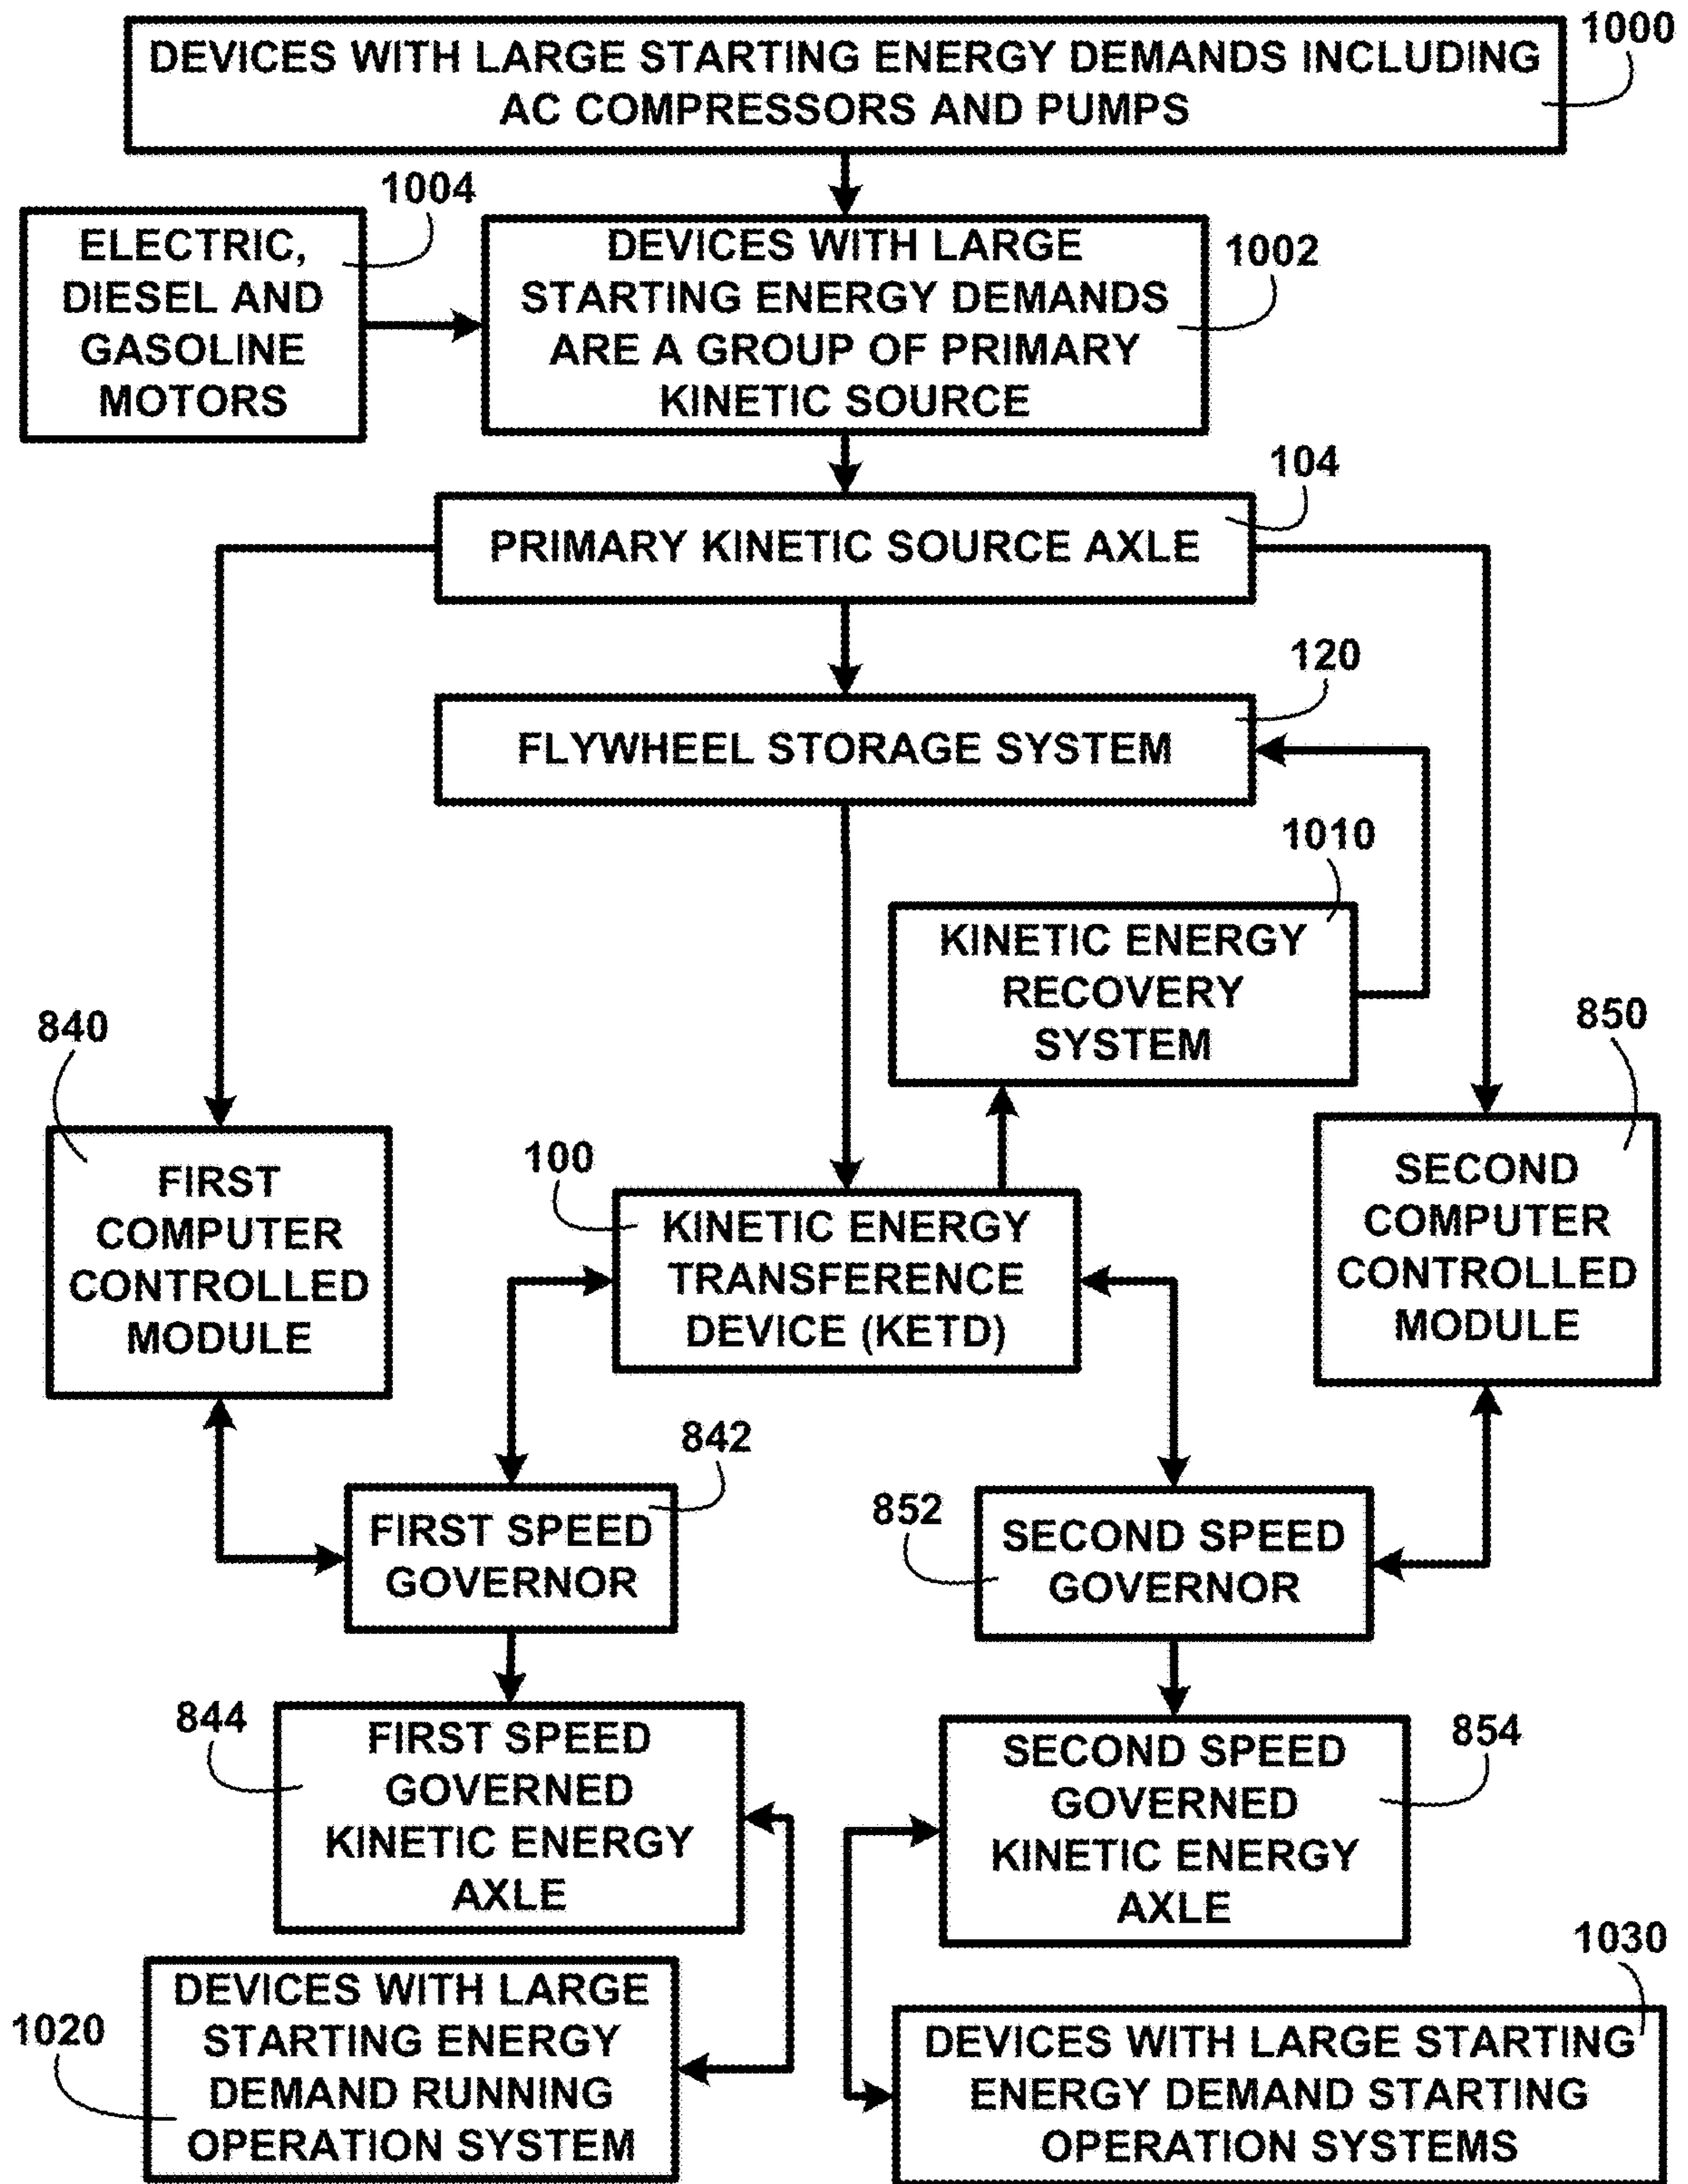 1000
DEVICES WITH LARGE STARTING ENERGY DEMANDS INCLUDING
AC COMPRESSORS AND PUMPS
1004
ELECTRIC,
DIESEL AND
GASOLINE
MOTORS
1002
DEVICES WITH LARGE
STARTING ENERGY DEMANDS
ARE A GROUP OF PRIMARY
KINETIC SOURCE
104
PRIMARY KINETIC SOURCE AXLE
120
FLYWHEEL STORAGE SYSTEM
1010
KINETIC ENERGY
RECOVERY
SYSTEM
840
FIRST
COMPUTER
CONTROLLED
MODULE
100
KINETIC ENERGY
TRANSFERENCE
DEVICE (KETD)
850
SECOND
COMPUTER
CONTROLLED
MODULE
842
FIRST SPEED
GOVERNOR
852
SECOND SPEED
GOVERNOR
844
FIRST SPEED
GOVERNED
KINETIC ENERGY
AXLE
854
SECOND SPEED
GOVERNED
KINETIC ENERGY
AXLE
1020
DEVICES WITH LARGE
STARTING ENERGY
DEMAND RUNNING
OPERATION SYSTEM
1030
DEVICES WITH LARGE STARTING
ENERGY DEMAND STARTING
OPERATION SYSTEMS